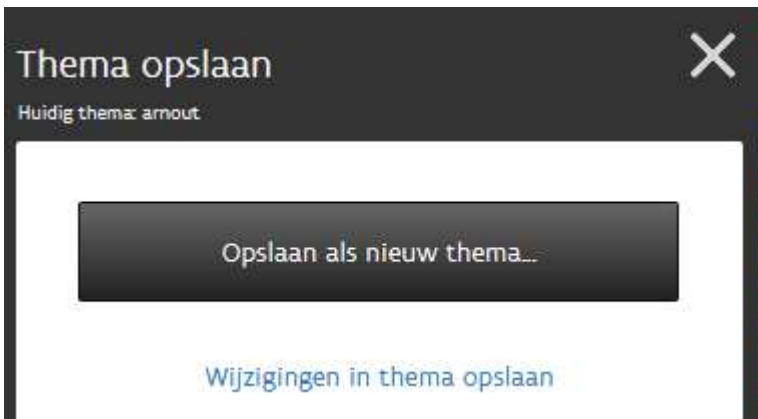 Thema opslaan
Huidig thema: arnout
Opslaan als nieuw thema...
Wijzigingen in thema opslaan